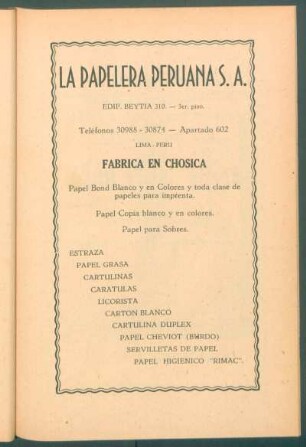 LA PAPELERA PERUANA S. A.
EDIF. BEYTIA 310. — 3er. piso.
Teléfonos 30988 - 30874 — Apartado 602
LIMA - PERU
FABRICA EN CHOSICA
Papel Bond Blanco y en Colores y toda clase de
papeles para imprenta.
Papel Copia blanco y en colores.
Papel para Sobres.
ESTRAZA
PAPEL GRASA
CARTULINAS
CARATULAS
LICORISTA
CARTON BLANCO
CARTULINA DUPLEX
PAPEL CHEVIOT (BURDO)
SERVILLETAS DE PAPEL
PAPEL HIGIENICO "RIMAC".